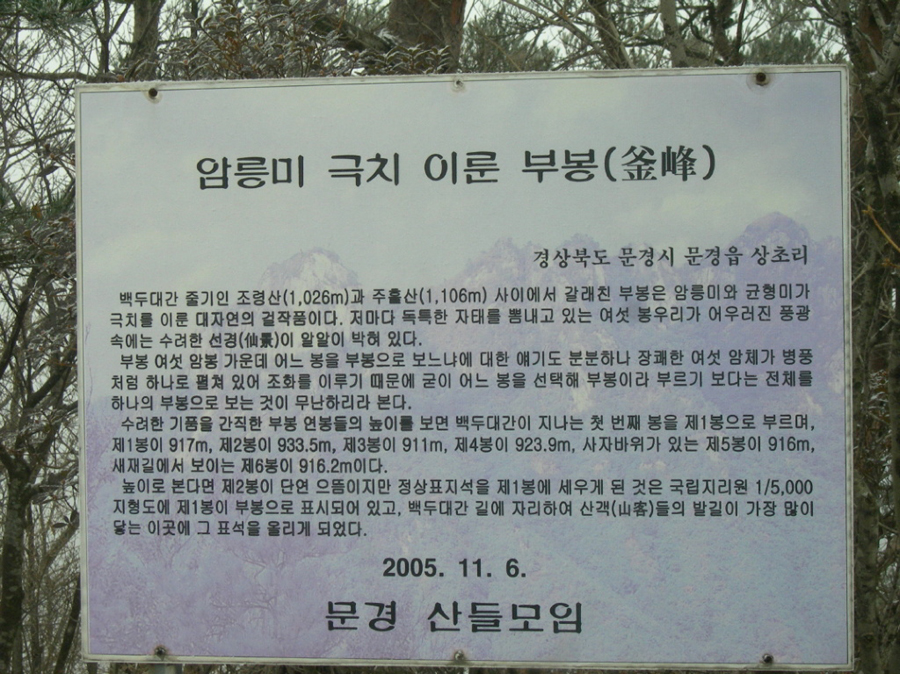 암릉미 극치 이룬 부봉(釜峰)
경상북도 문경시 문경읍 상초리
백두대간 줄기인 조령산(1,026m)과 주흘산(1,106m) 사이에서 갈래친 부봉은 암릉미와 균형미가
극치를 이룬 대자연의 걸작품이다. 저마다 독특한 자태를 뽐내고 있는 여섯 봉우리가 어우러진 풍광
속에는 수려한 선경(仙景)이 알알이 박혀 있다.
부봉 여섯 암봉 가운데 어느 봉을 부봉으로 보느냐에 대한 얘기도 분분하나 장쾌한 여섯 암체가 병풍
처럼 하나로 펼쳐 있어 조화를 이루기 때문에 굳이 어느 봉을 선택해 부봉이라 부르기 보다는 전체를
하나의 부봉으로 보는 것이 무난하리라 본다.
수려한 기품을 간직한 부봉 연봉들의 높이를 보면 백두대간이 지나는 첫 번째 봉을 제1봉으로 부르며,
제1봉이 917m, 제2봉이 933.5m, 제3봉이 911m, 제4봉이 923.9m, 사자바위가 있는 제5봉이 916m,
새재길에서 보이는 제6봉이 916.2m이다.
높이로 본다면 제2봉이 단연 으뜸이지만 정상표지석을 제1봉에 세우게 된 것은 국립지리원 1/5,000
지형도에 제1봉이 부봉으로 표시되어 있고, 백두대간 길에 자리하여 산객(山客)들의 발길이 가장 많이
닿는 이곳에 그 표석을 올리게 되었다.
2005. 11. 6.
문경 산들모임